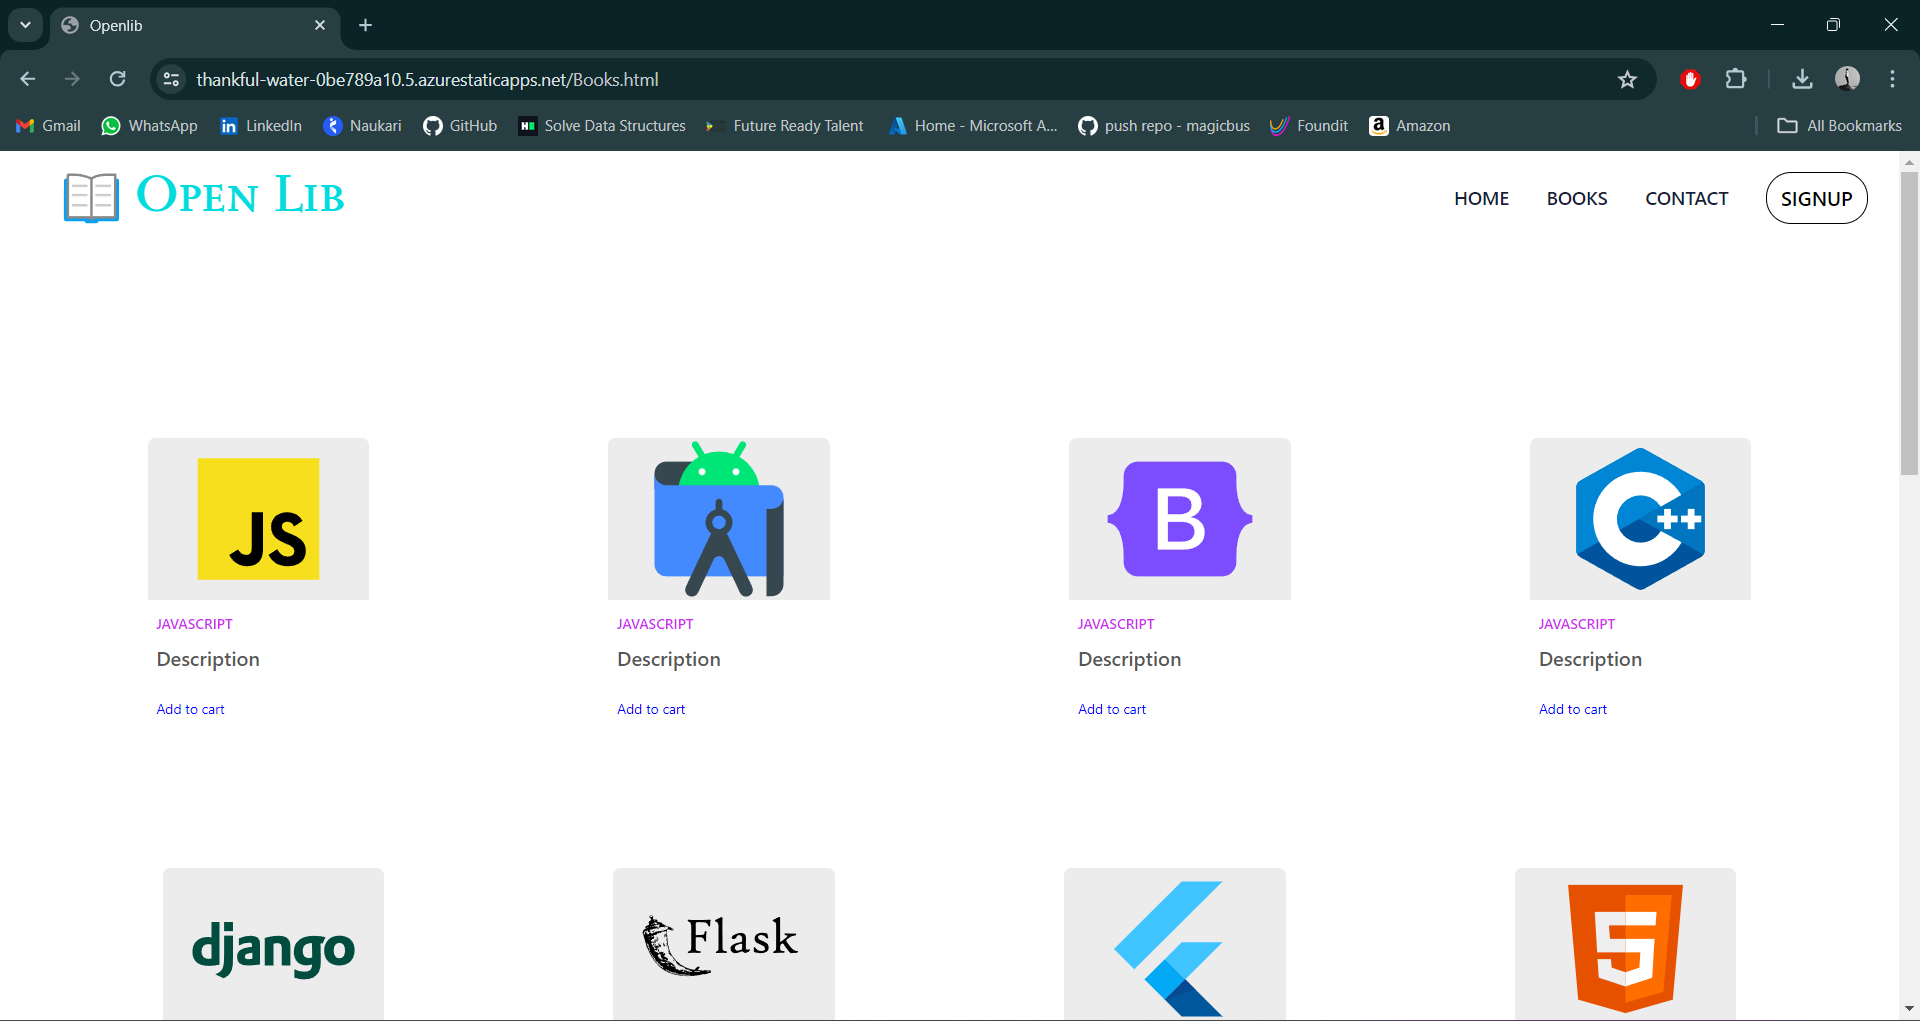 Openlib
thankful-water-0be789a10.5.azurestaticapps.net/Books.html
Gmail WhatsApp LinkedIn Naukari GitHub Solve Data Structures Future Ready Talent Home - Microsoft A... push repo - magicbus Foundit Amazon All Bookmarks
OPEN LIB HOME BOOKS CONTACT SIGNUP
JS B C++
JAVASCRIPT JAVASCRIPT JAVASCRIPT JAVASCRIPT
Description Description Description Description
Add to cart Add to cart Add to cart Add to cart
django Flask 5